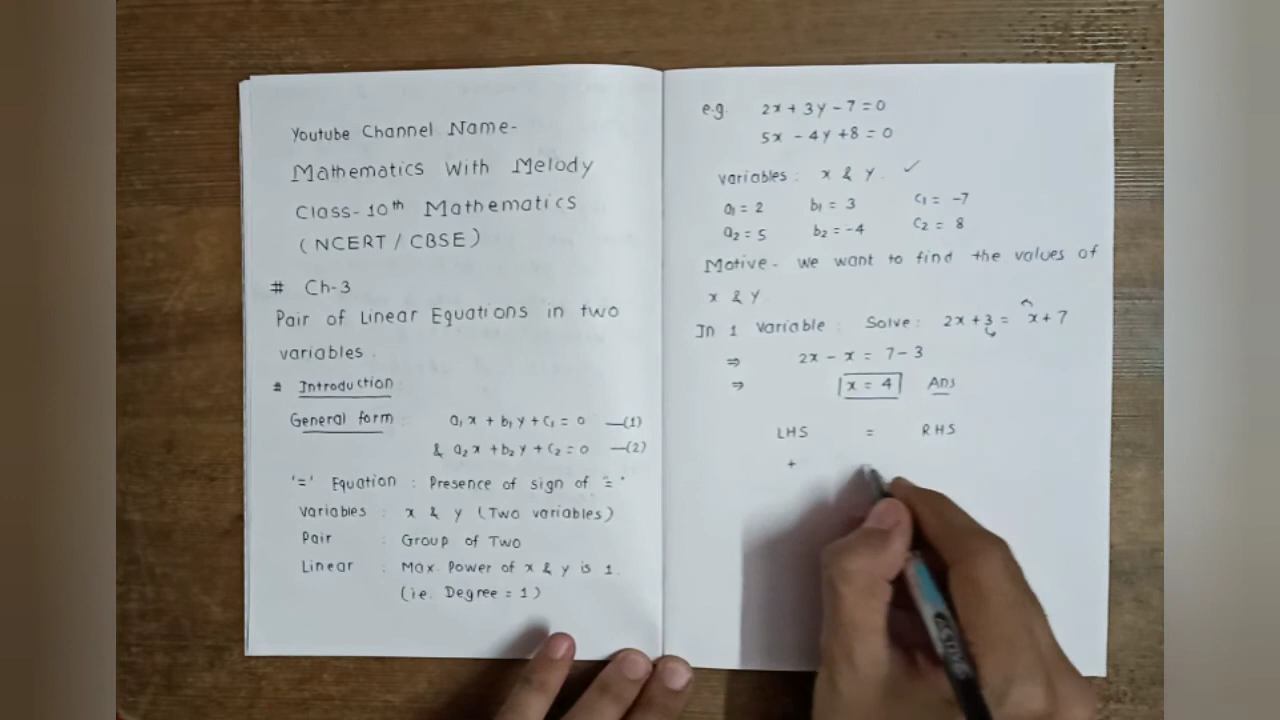 Youtube Channel Name-
Mathematics With Melody
Class-10th Mathematics
(NCERT / CBSE)
# Ch-3
Pair of Linear Equations in two
variables.
# Introduction:
General form : a₁x + b₁y + c₁ = 0 —(1)
& a₂x + b₂y + c₂ = 0 —(2)
'=' Equation : Presence of sign of '='
Variables : x & y (Two variables)
Pair : Group of Two
Linear : Max. Power of x & y is 1.
(ie. Degree = 1)
e.g. 2x + 3y - 7 = 0
5x - 4y + 8 = 0
variables : x & y. ✓
a₁ = 2 b₁ = 3 c₁ = -7
a₂ = 5 b₂ = -4 c₂ = 8
Motive - we want to find the values of
x & y
In 1 variable : Solve : 2x + 3 = x + 7
⇒ 2x - x = 7 - 3
⇒ x = 4 Ans
LHS = RHS
+